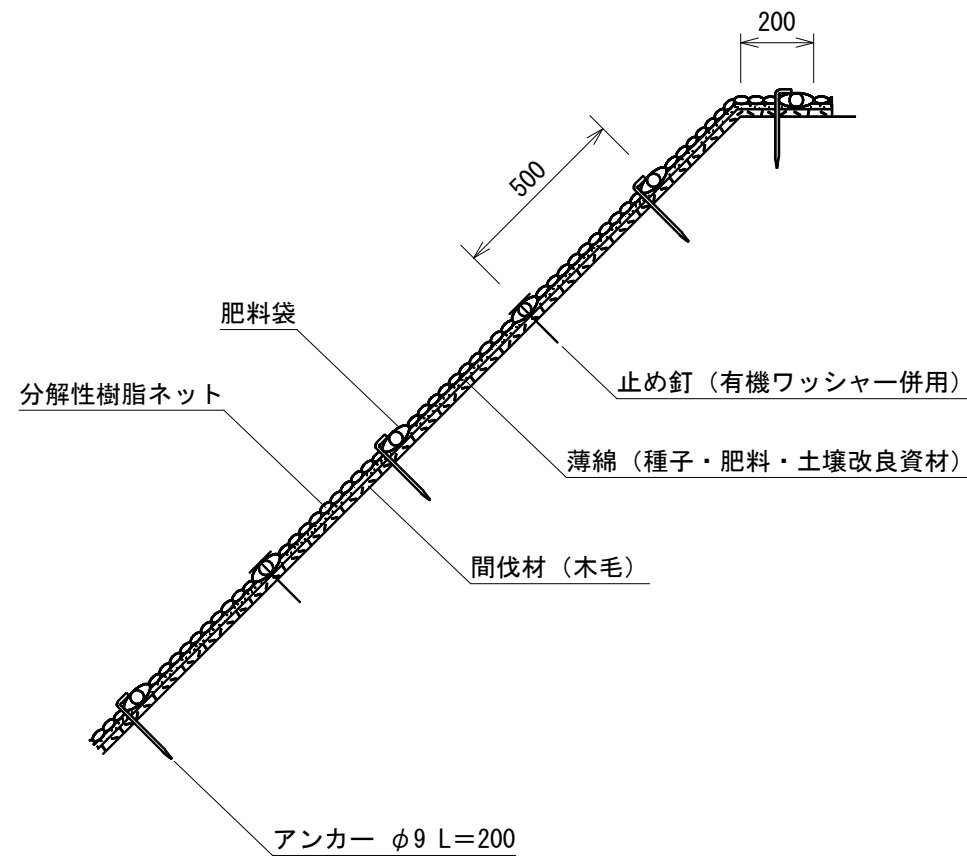 200
500
肥料袋
分解性樹脂ネット
止め釘（有機ワッシャー併用）
薄綿（種子・肥料・土壌改良資材）
間伐材（木毛）
アンカー φ9 L＝200